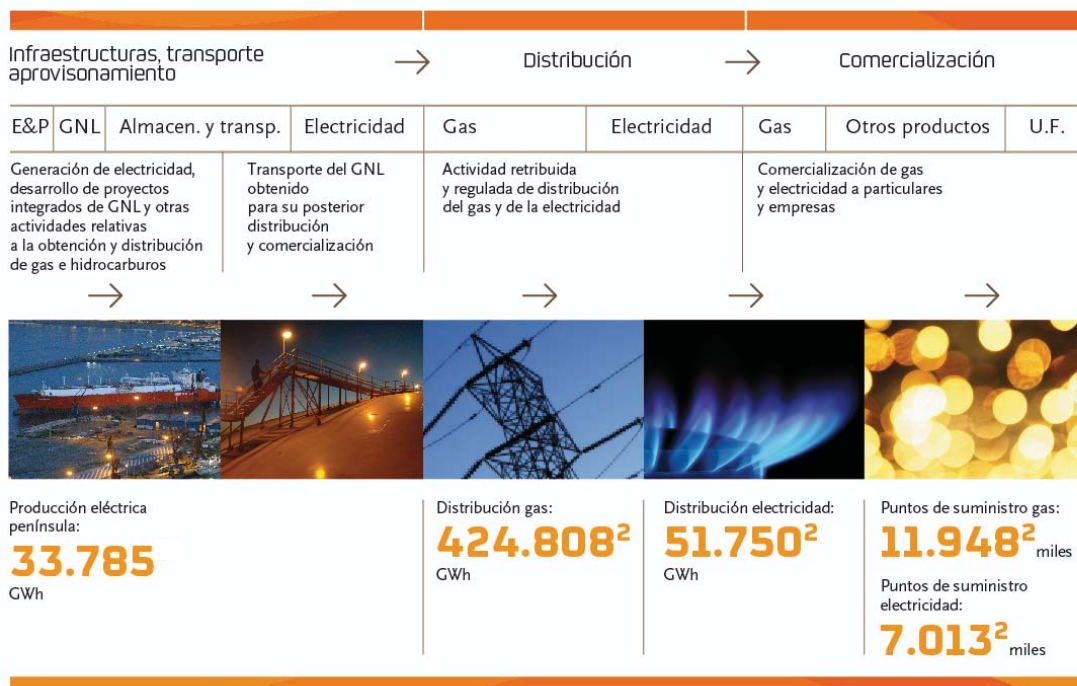 Infraestructuras, transporte
aprovisonamiento
Distribución
Comercialización
E&P
GNL
Almacen. y transp.
Electricidad
Gas
Electricidad
Gas
Otros productos
U.F.
Generación de electricidad,
desarrollo de proyectos
integrados de GNL y otras
actividades relativas
a la obtención y distribución
de gas e hidrocarburos
Transporte del GNL
obtenido
para su posterior
distribución
y comercialización
Actividad retribuida
y regulada de distribución
del gas y de la electricidad
Comercialización de gas
y electricidad a particulares
y empresas
Producción eléctrica
península:
33.785
GWh
Distribución gas:
424.808²
GWh
Distribución electricidad:
51.750²
GWh
Puntos de suministro gas:
11.948² miles
Puntos de suministro
electricidad:
7.013² miles